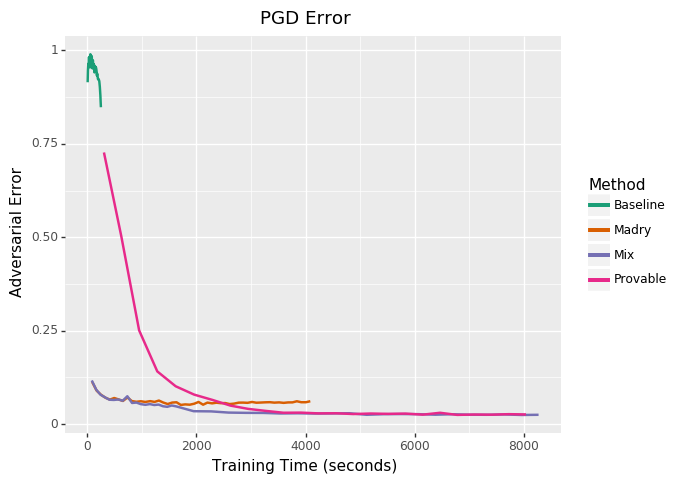 PGD Error
1
0.75
0.50
0.25
0
Adversarial Error
0
2000
4000
6000
8000
Training Time (seconds)
Method
Baseline
Madry
Mix
Provable